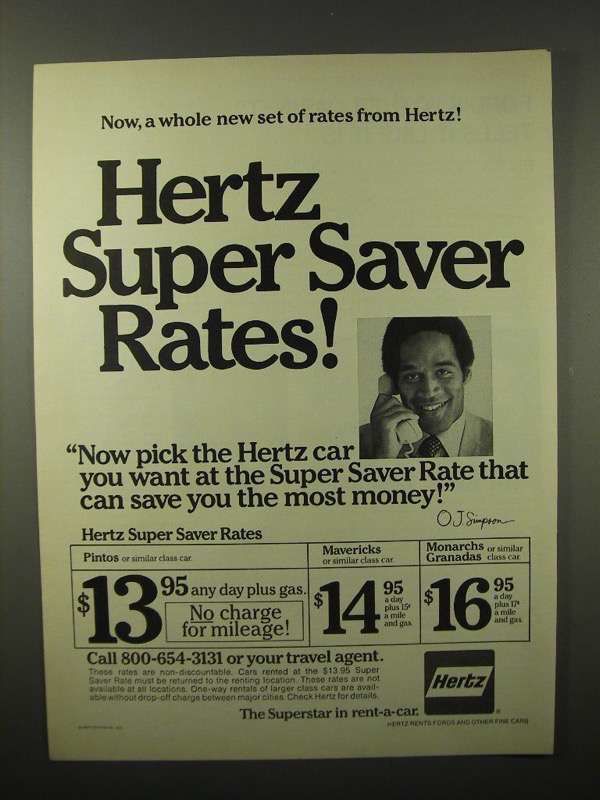 Now, a whole new set of rates from Hertz!
Hertz
Super Saver
Rates!
“Now pick the Hertz car
you want at the Super Saver Rate that
can save you the most money!”
O.J. Simpson
Hertz Super Saver Rates
Pintos or similar class car.
$13 95 any day plus gas.
No charge
for mileage!
Mavericks
or similar class car.
$14 95
a day
plus 15¢
a mile
and gas.
Monarchs or similar
Granadas class car.
$16 95
a day
plus 17¢
a mile
and gas.
Call 800-654-3131 or your travel agent.
These rates are non-discountable. Cars rented at the $13.95 Super
Saver Rate must be returned to the renting location. These rates are not
available at all locations. One-way rentals of larger class cars are avail-
able without drop-off charge between major cities. Check Hertz for details.
Hertz
®
The Superstar in rent-a-car.
HERTZ RENTS FORDS AND OTHER FINE CARS